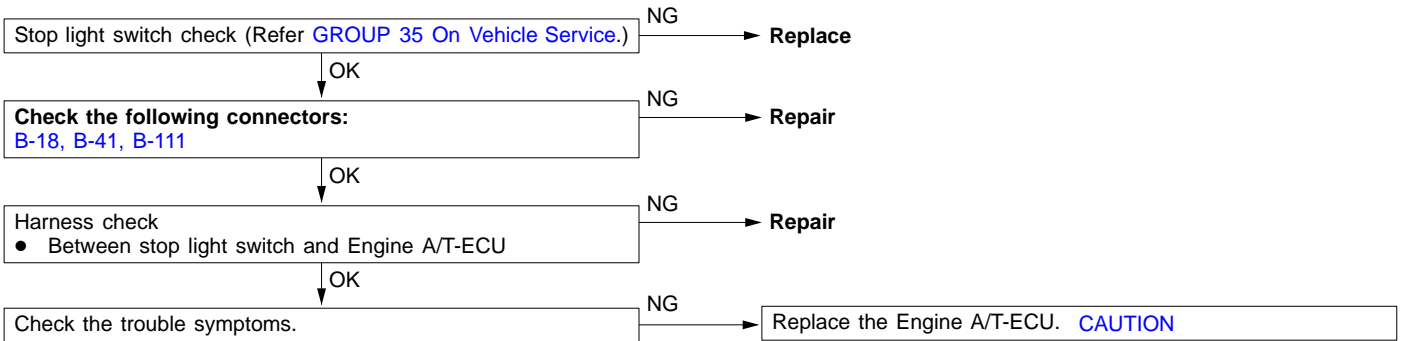 NG
Stop light switch check (Refer GROUP 35 On Vehicle Service.)
Replace
OK
NG
Check the following connectors:
Repair
B-18, B-41, B-111
OK
NG
Harness check
Repair
● Between stop light switch and Engine A/T-ECU
OK
NG
Check the trouble symptoms.
Replace the Engine A/T-ECU. CAUTION